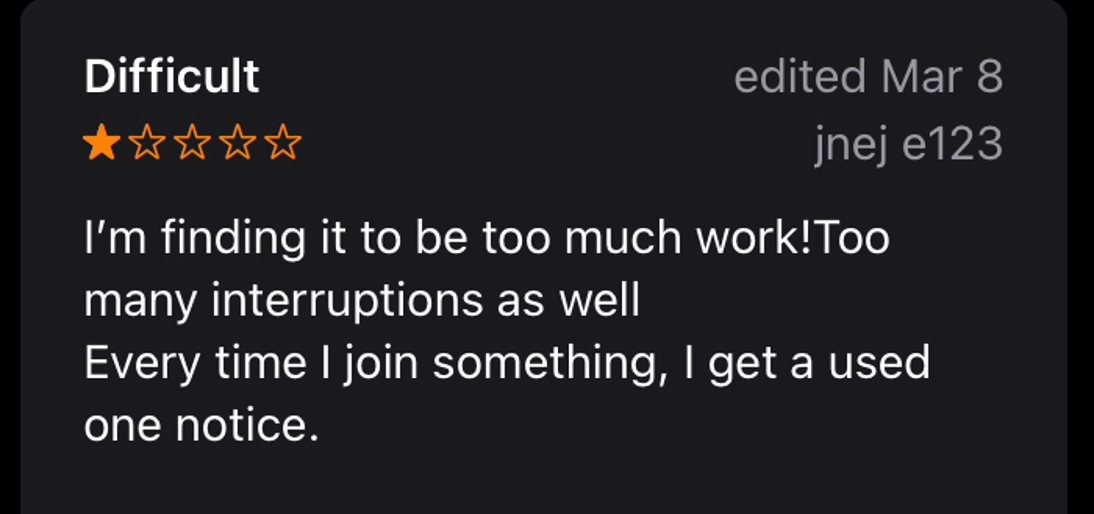 Difficult
edited Mar 8
jnej e123
I’m finding it to be too much work!Too
many interruptions as well
Every time I join something, I get a used
one notice.